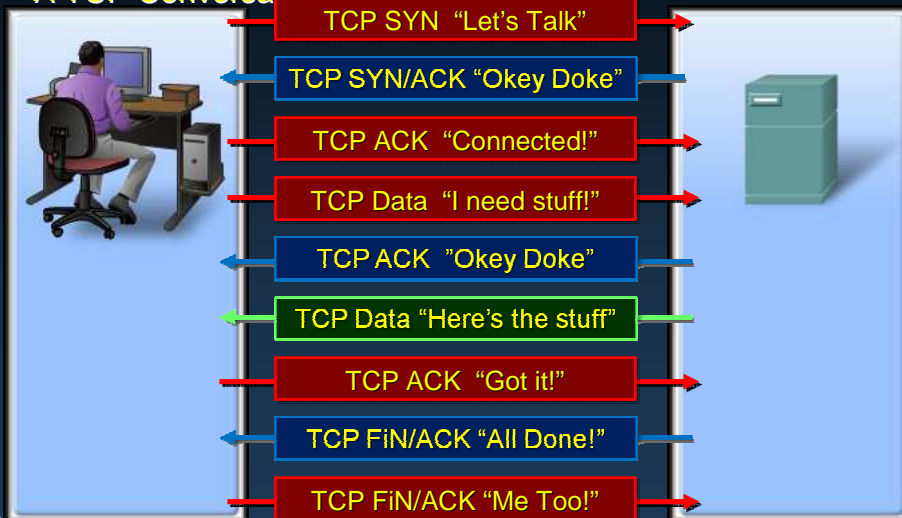 A TCP
TCP SYN “Let’s Talk”
TCP SYN/ACK “Okey Doke”
TCP ACK “Connected!”
TCP Data “I need stuff!”
TCP ACK ”Okey Doke”
TCP Data “Here’s the stuff”
TCP ACK “Got it!”
TCP FiN/ACK “All Done!”
TCP FiN/ACK “Me Too!”